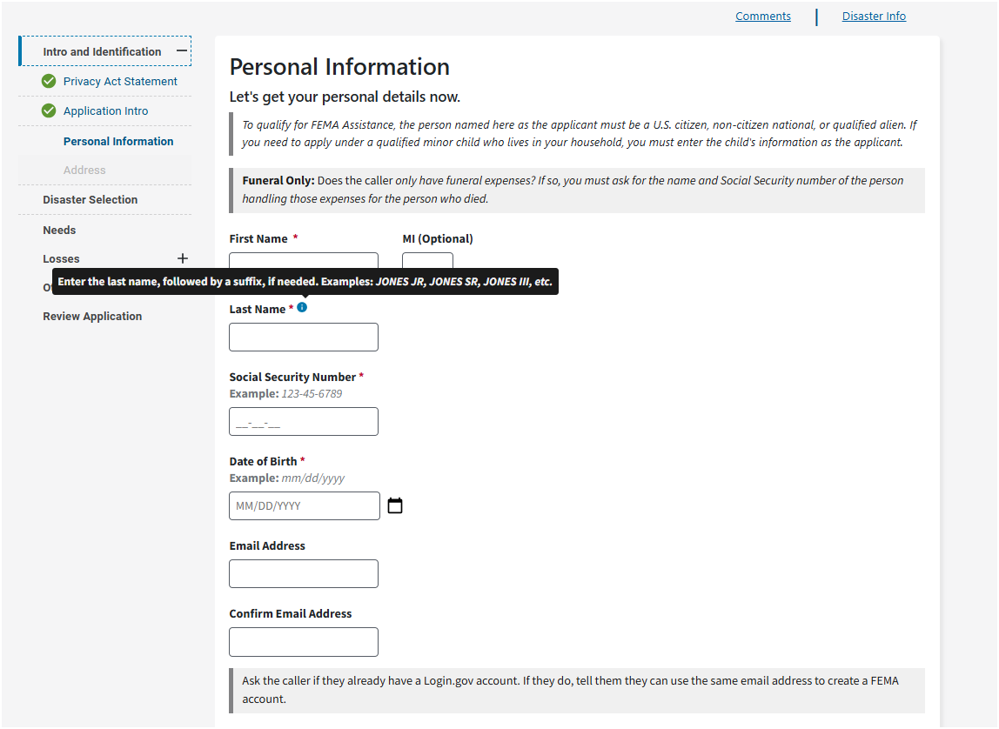 Comments | Disaster Info
Intro and Identification
Privacy Act Statement
Application Intro
Personal Information
Address
Disaster Selection
Needs
Losses
Review Application
Personal Information
Let's get your personal details now.
To qualify for FEMA Assistance, the person named here as the applicant must be a U.S. citizen, non-citizen national, or qualified alien. If
you need to apply under a qualified minor child who lives in your household, you must enter the child's information as the applicant.
Funeral Only: Does the caller only have funeral expenses? If so, you must ask for the name and Social Security number of the person
handling those expenses for the person who died.
First Name * MI (Optional)
Enter the last name, followed by a suffix, if needed. Examples: JONES JR, JONES SR, JONES III, etc.
Last Name *
Social Security Number *
Example: 123-45-6789
__-__-__
Date of Birth *
Example: mm/dd/yyyy
MM/DD/YYYY
Email Address
Confirm Email Address
Ask the caller if they already have a Login.gov account. If they do, tell them they can use the same email address to create a FEMA
account.